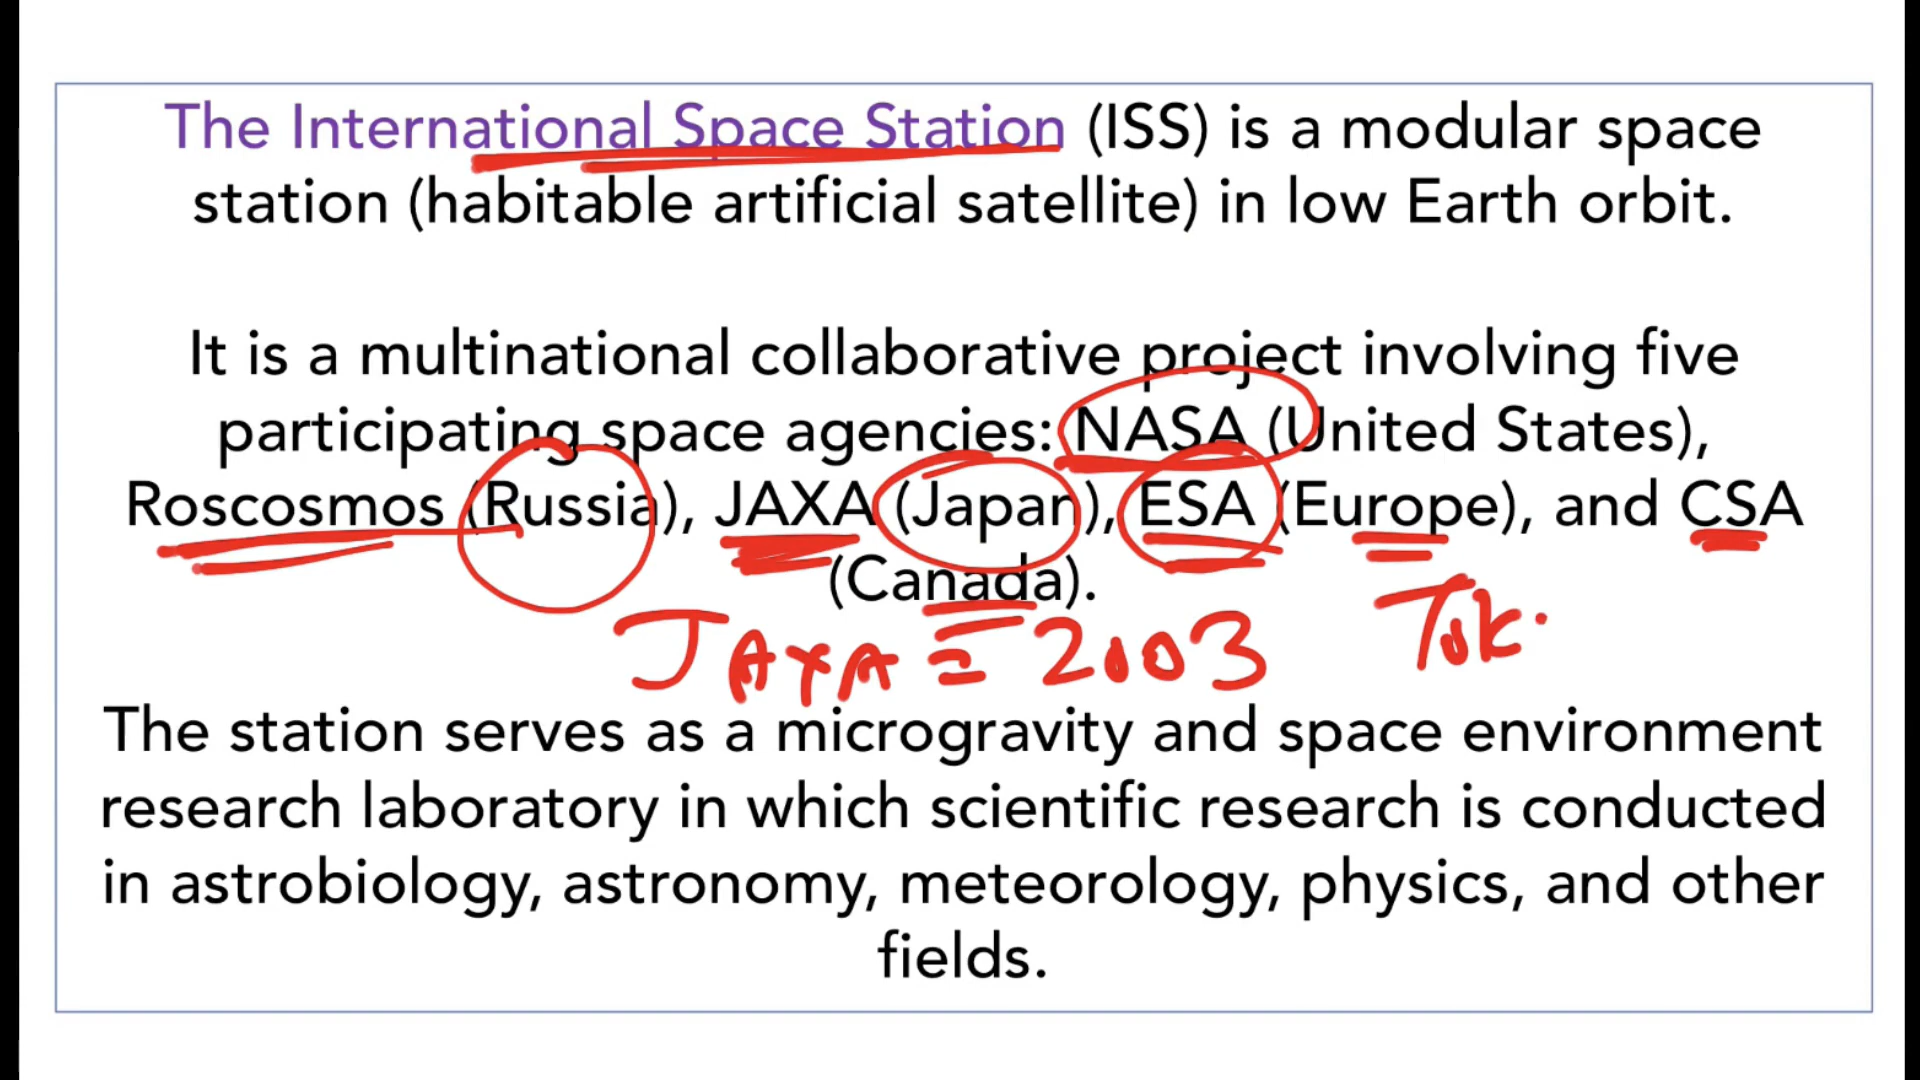 The International Space Station (ISS) is a modular space
station (habitable artificial satellite) in low Earth orbit.
It is a multinational collaborative project involving five
participating space agencies: NASA (United States),
Roscosmos (Russia), JAXA (Japan), ESA (Europe), and CSA
(Canada).
JAXA = 2003 Tok.
The station serves as a microgravity and space environment
research laboratory in which scientific research is conducted
in astrobiology, astronomy, meteorology, physics, and other
fields.